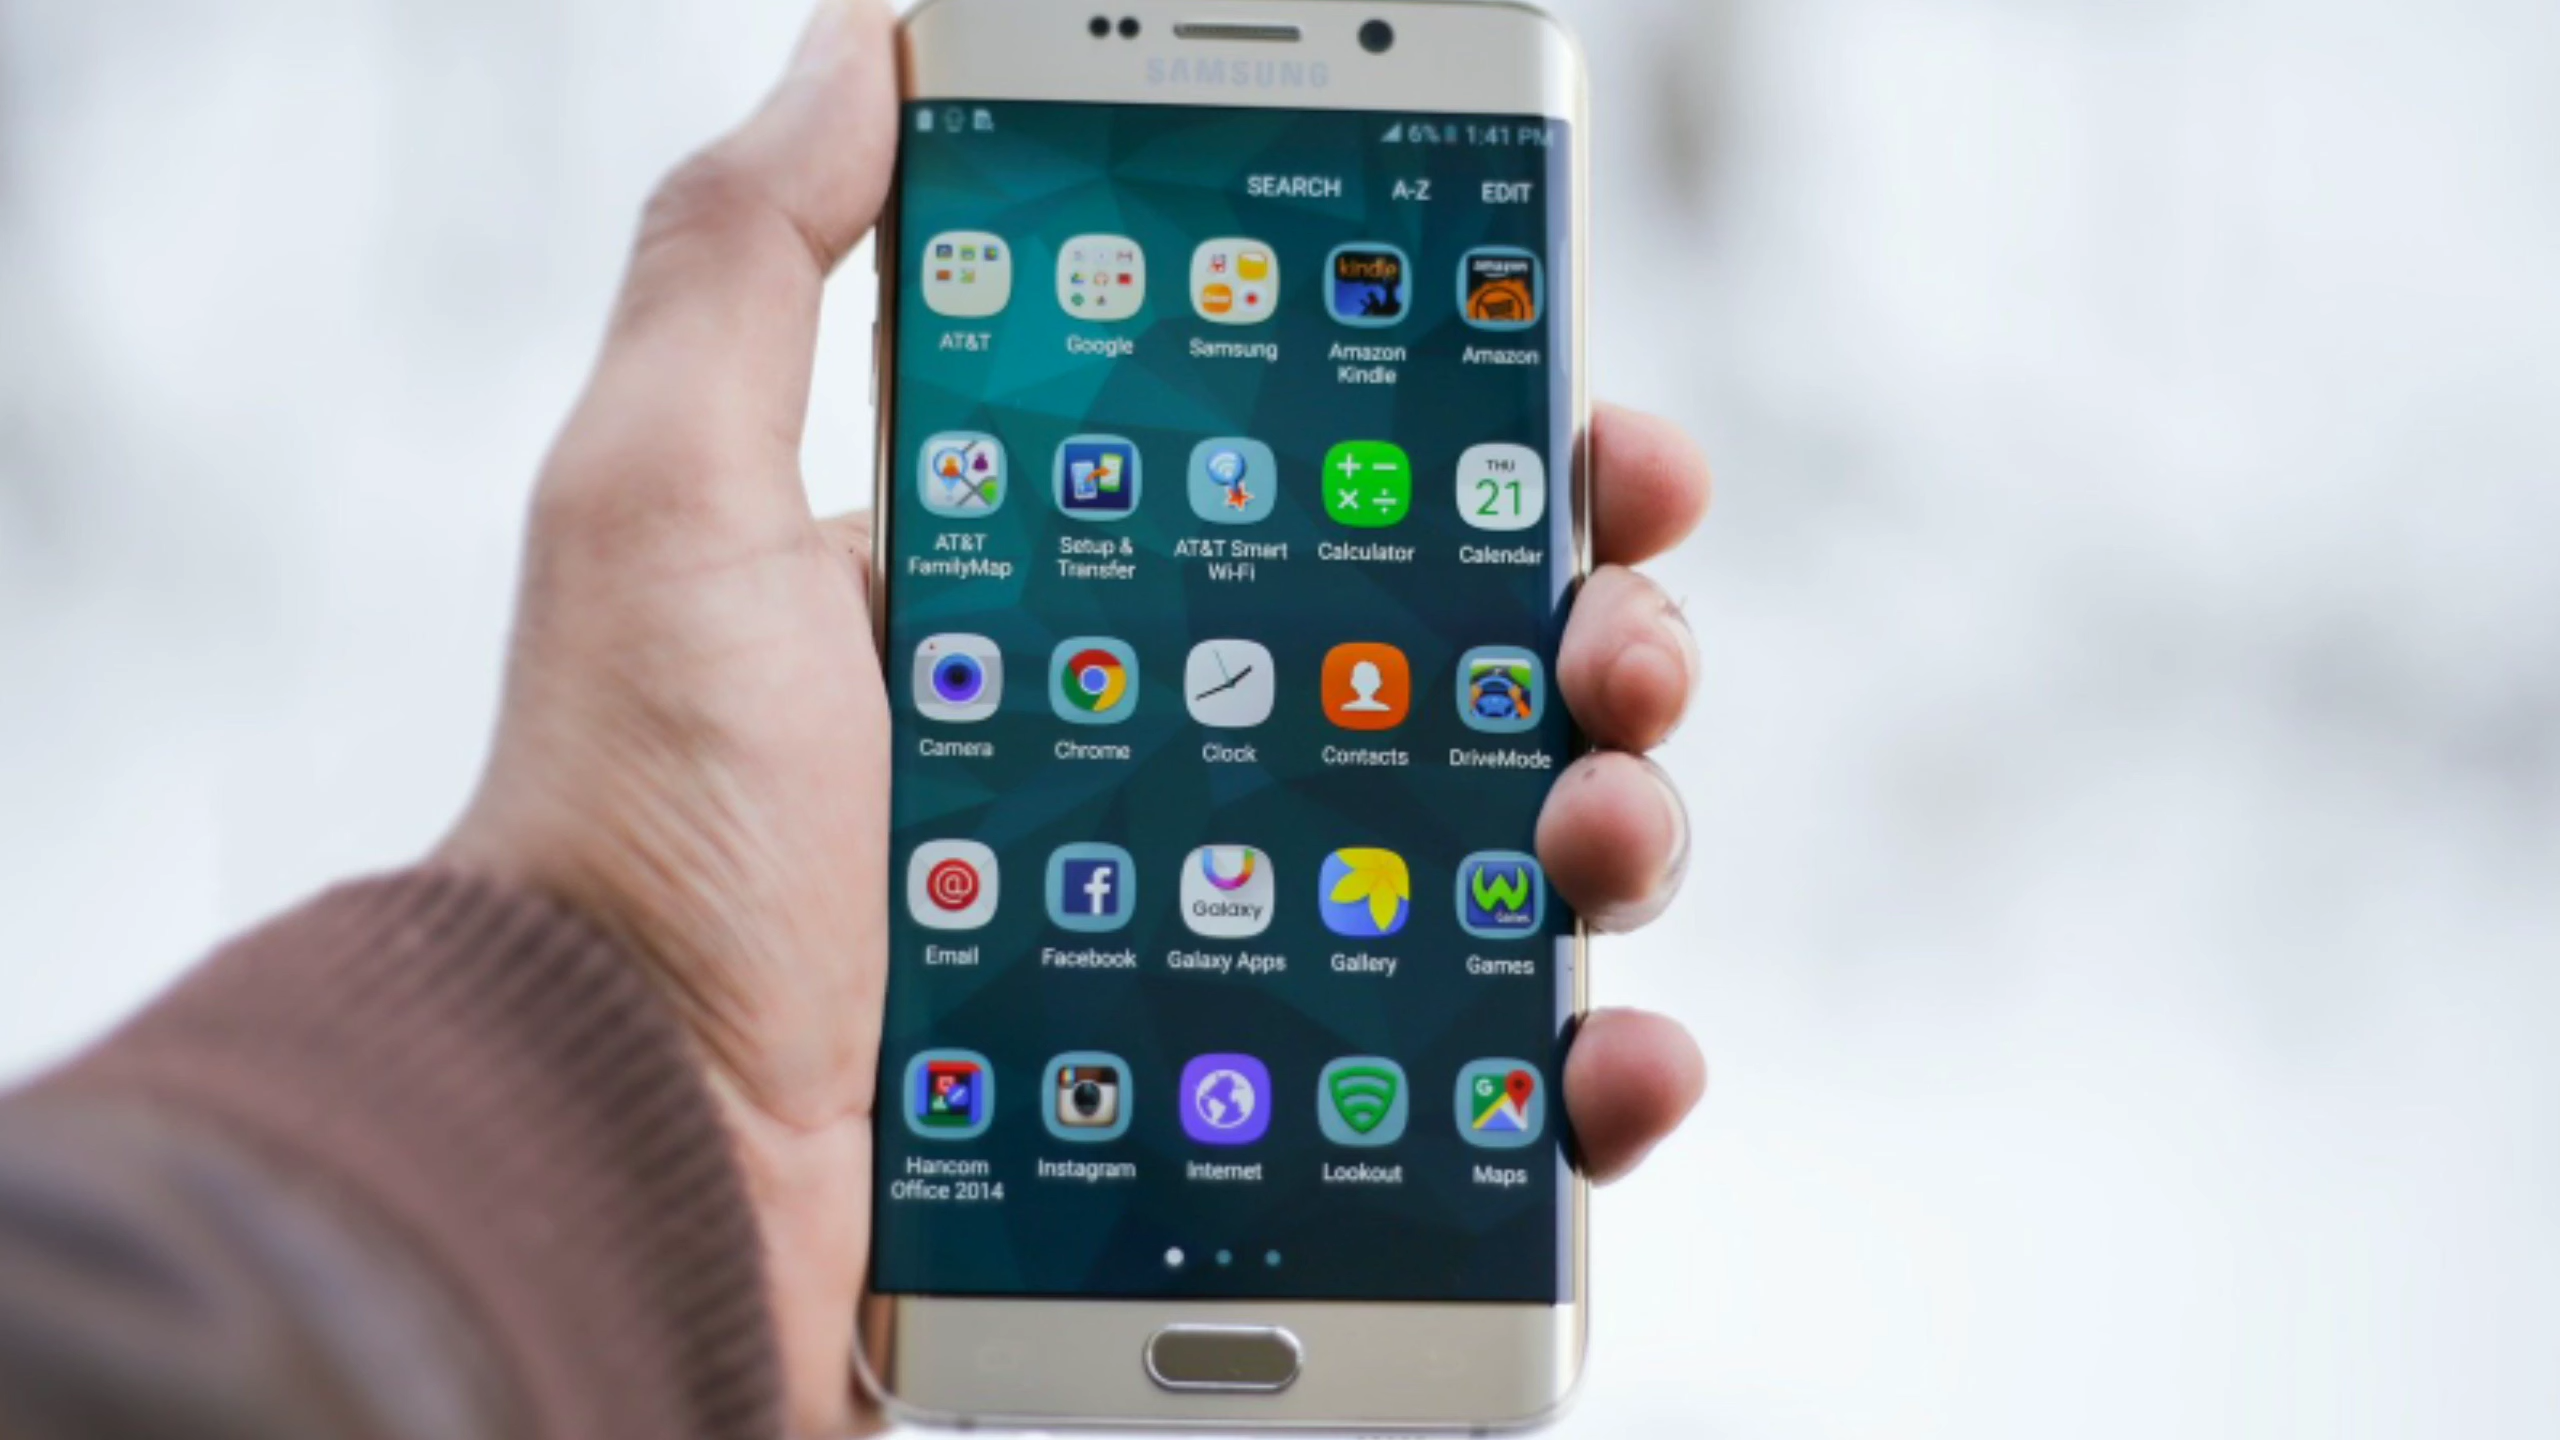 SAMSUNG
6% 1:41 PM
SEARCH A-Z EDIT
kindle amazon
AT&T Google Samsung Amazon Kindle Amazon
THU
21
AT&T FamilyMap Setup & Transfer AT&T Smart Wi-Fi Calculator Calendar
Camera Chrome Clock Contacts DriveMode
Galaxy
Games
Email Facebook Galaxy Apps Gallery Games
G
Hancom Office 2014 Instagram Internet Lookout Maps